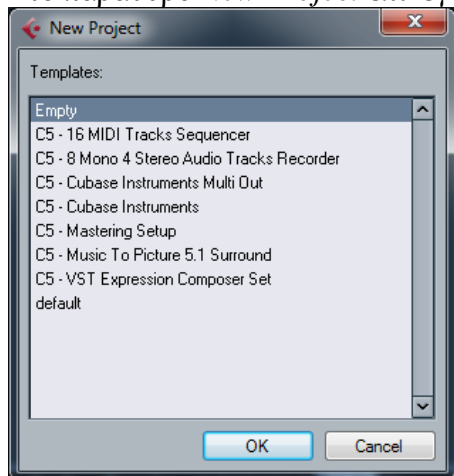 New Project
Templates:
Empty
C5 - 16 MIDI Tracks Sequencer
C5 - 8 Mono 4 Stereo Audio Tracks Recorder
C5 - Cubase Instruments Multi Out
C5 - Cubase Instruments
C5 - Mastering Setup
C5 - Music To Picture 5.1 Surround
C5 - VST Expression Composer Set
default
OK Cancel